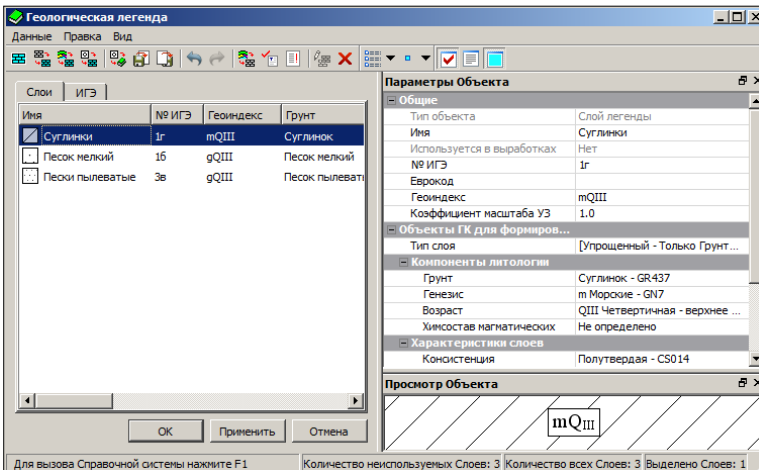 Геологическая легенда
Данные Правка Вид
Слои ИГЭ
Имя № ИГЭ Геоиндекс Грунт
Суглинки 1г mQIII Суглинок
Песок мелкий 1б gQIII Песок мелкий
Пески пылеватые 3в gQIII Песок пылеват
ОК Применить Отмена
Параметры Объекта
Общие
Тип объекта Слой легенды
Имя Суглинки
Используется в выработках Нет
№ ИГЭ 1г
Еврокод
Геоиндекс mQIII
Коэффициент масштаба УЗ 1.0
Объекты ГК для формиров...
Тип слоя [Упрощенный - Только Грунт...
Компоненты литологии
Грунт Суглинок - GR437
Генезис m Морские - GN7
Возраст QIII Четвертичная - верхнее ...
Химсостав магматических Не определено
Характеристики слоев
Консистенция Полутвердая - CS014
Просмотр Объекта
mQIII
Для вызова Справочной системы нажмите F1 Количество неиспользуемых Слоев: 3 Количество всех Слоев: 3 Выделено Слоев: 1